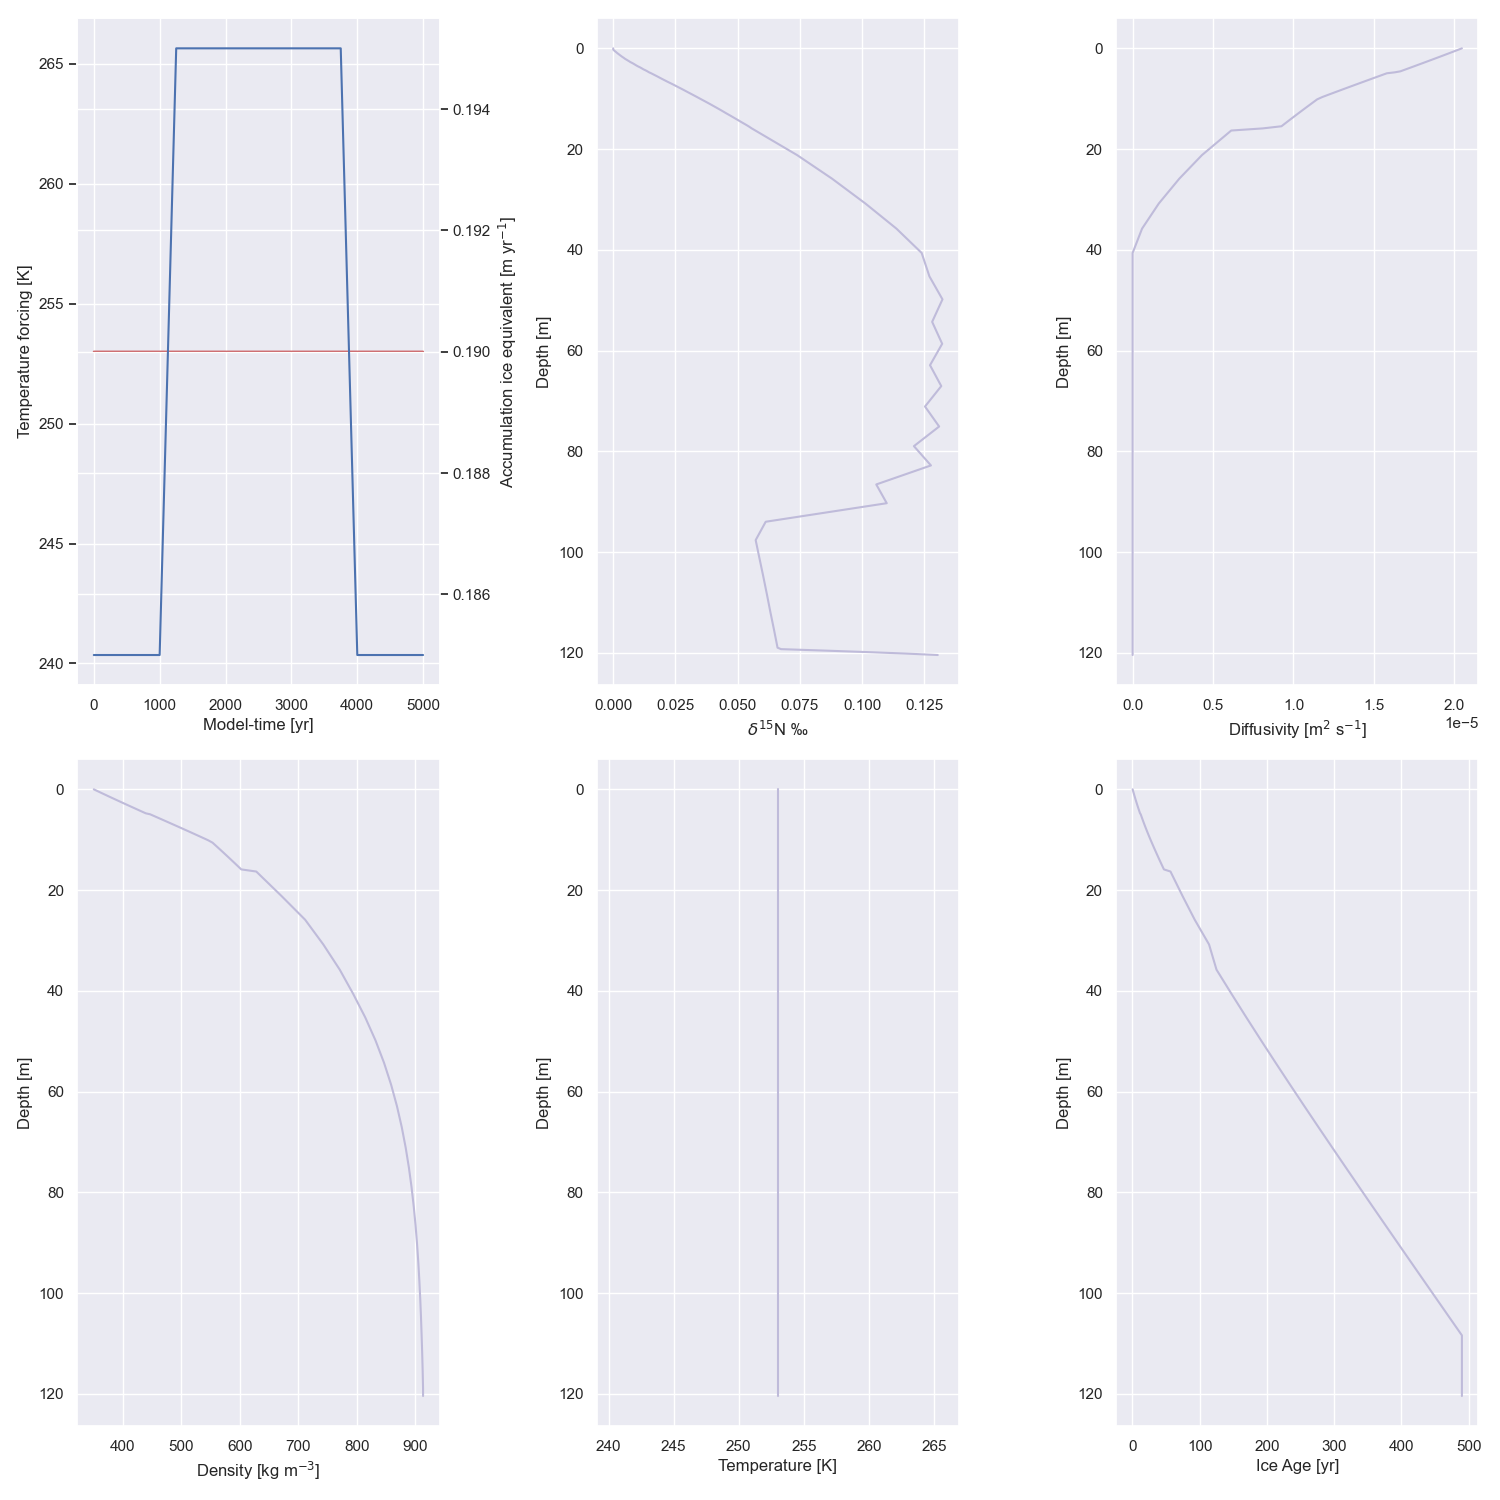 265
260
255
250
245
240
Temperature forcing [K]
0 1000 2000 3000 4000 5000
Model-time [yr]
0.194
0.192
0.190
0.188
0.186
Accumulation ice equivalent [m yr⁻¹]
0
20
40
60
80
100
120
Depth [m]
0.000 0.025 0.050 0.075 0.100 0.125
δ¹⁵N ‰
0
20
40
60
80
100
120
Depth [m]
0.0 0.5 1.0 1.5 2.0
1e−5
Diffusivity [m² s⁻¹]
0
20
40
60
80
100
120
Depth [m]
400 500 600 700 800 900
Density [kg m⁻³]
0
20
40
60
80
100
120
Depth [m]
240 245 250 255 260 265
Temperature [K]
0
20
40
60
80
100
120
Depth [m]
0 100 200 300 400 500
Ice Age [yr]